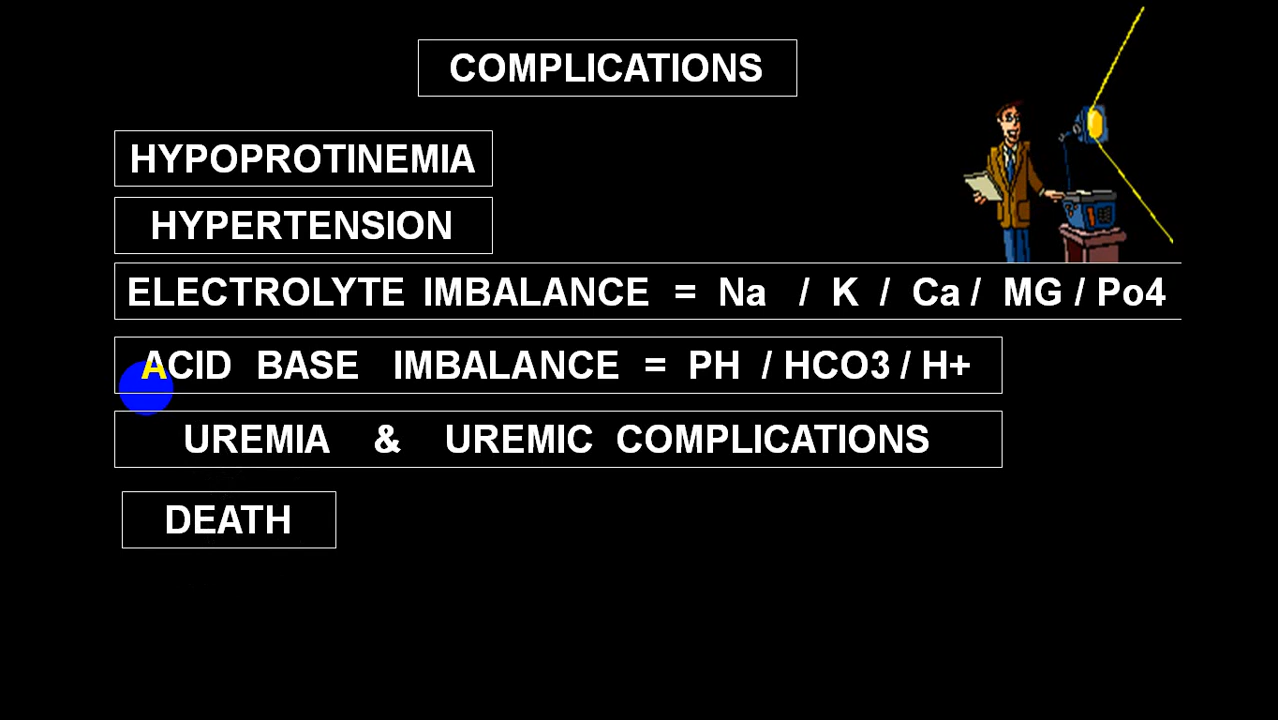 COMPLICATIONS
HYPOPROTINEMIA
HYPERTENSION
ELECTROLYTE IMBALANCE = Na / K / Ca / MG / Po4
ACID BASE IMBALANCE = PH / HCO3 / H+
UREMIA & UREMIC COMPLICATIONS
DEATH